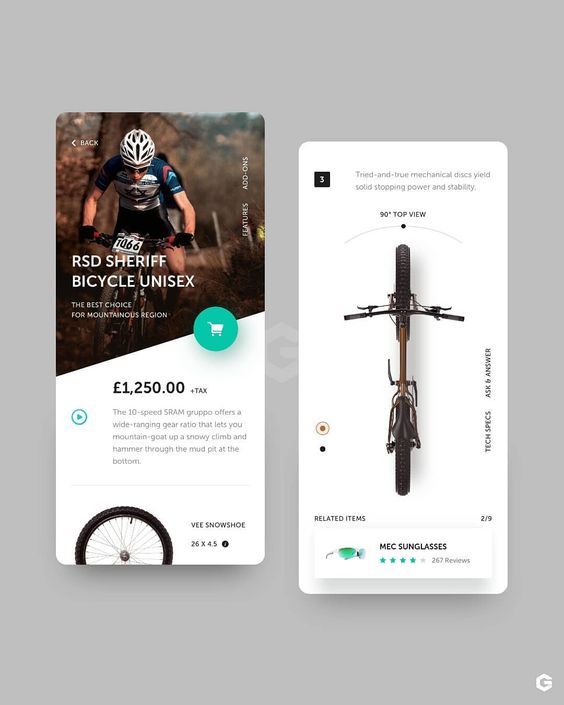 BACK
ADD-ONS
FEATURES
1066
RSD SHERIFF
BICYCLE UNISEX
THE BEST CHOICE
FOR MOUNTAINOUS REGION
£1,250.00 +TAX
The 10-speed SRAM gruppo offers a
wide-ranging gear ratio that lets you
mountain-goat up a snowy climb and
hammer through the mud pit at the
bottom.
VEE SNOWSHOE
26 X 4.5 i
3
Tried-and-true mechanical discs yield
solid stopping power and stability.
90° TOP VIEW
ASK & ANSWER
TECH SPECS
RELATED ITEMS
2/9
MEC SUNGLASSES
267 Reviews
G